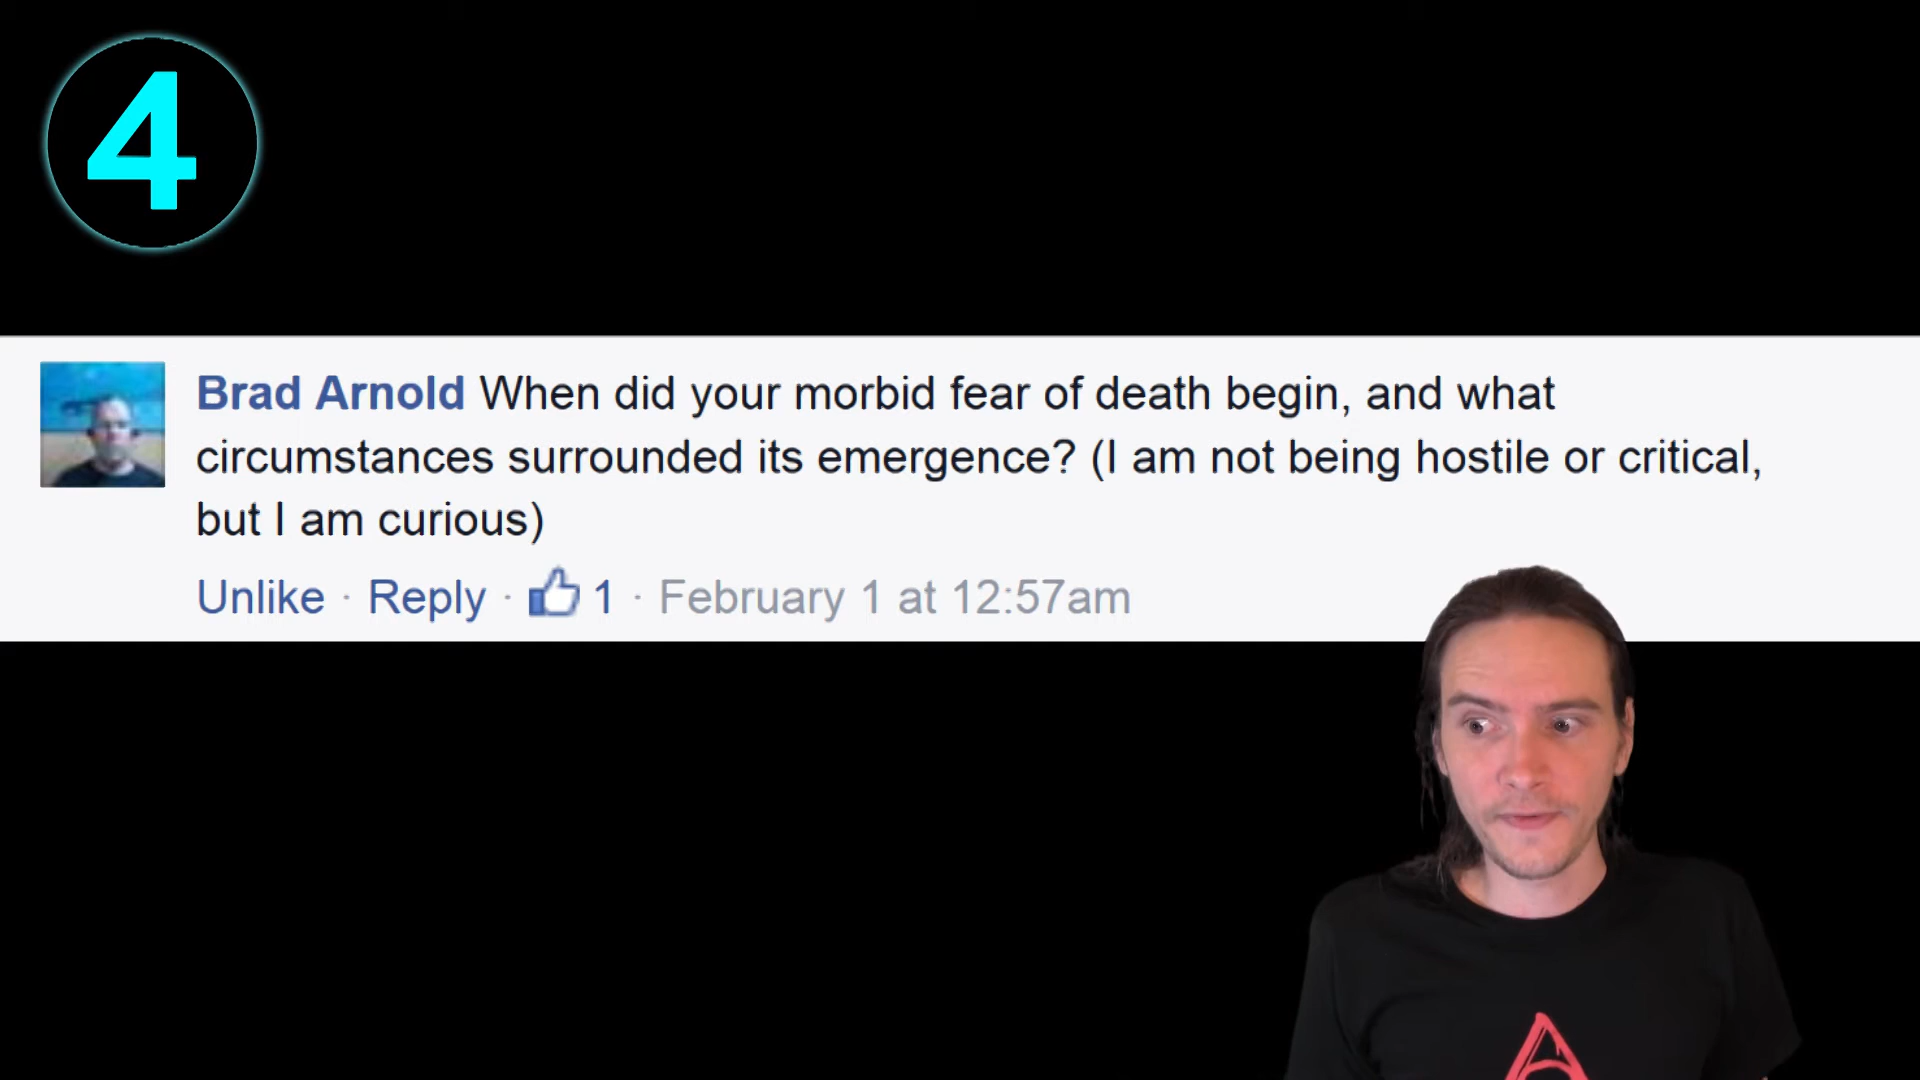 4
Brad Arnold When did your morbid fear of death begin, and what
circumstances surrounded its emergence? (I am not being hostile or critical,
but I am curious)
Unlike · Reply · 1 · February 1 at 12:57am